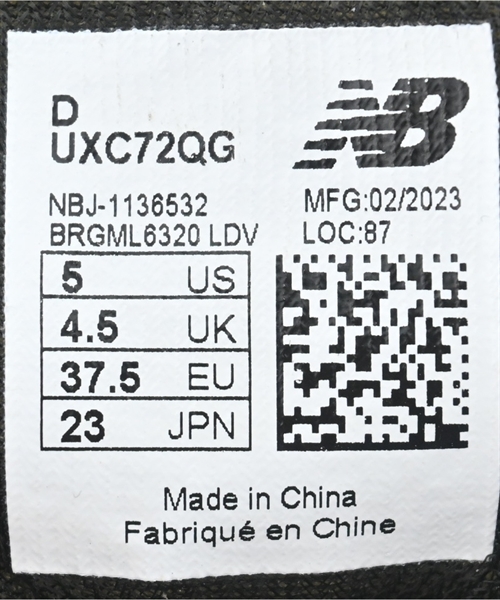 D
UXC72QG
NB
NBJ-1136532
BRGML6320 LDV
MFG:02/2023
LOC:87
5 US
4.5 UK
37.5 EU
23 JPN
Made in China
Fabriqué en Chine